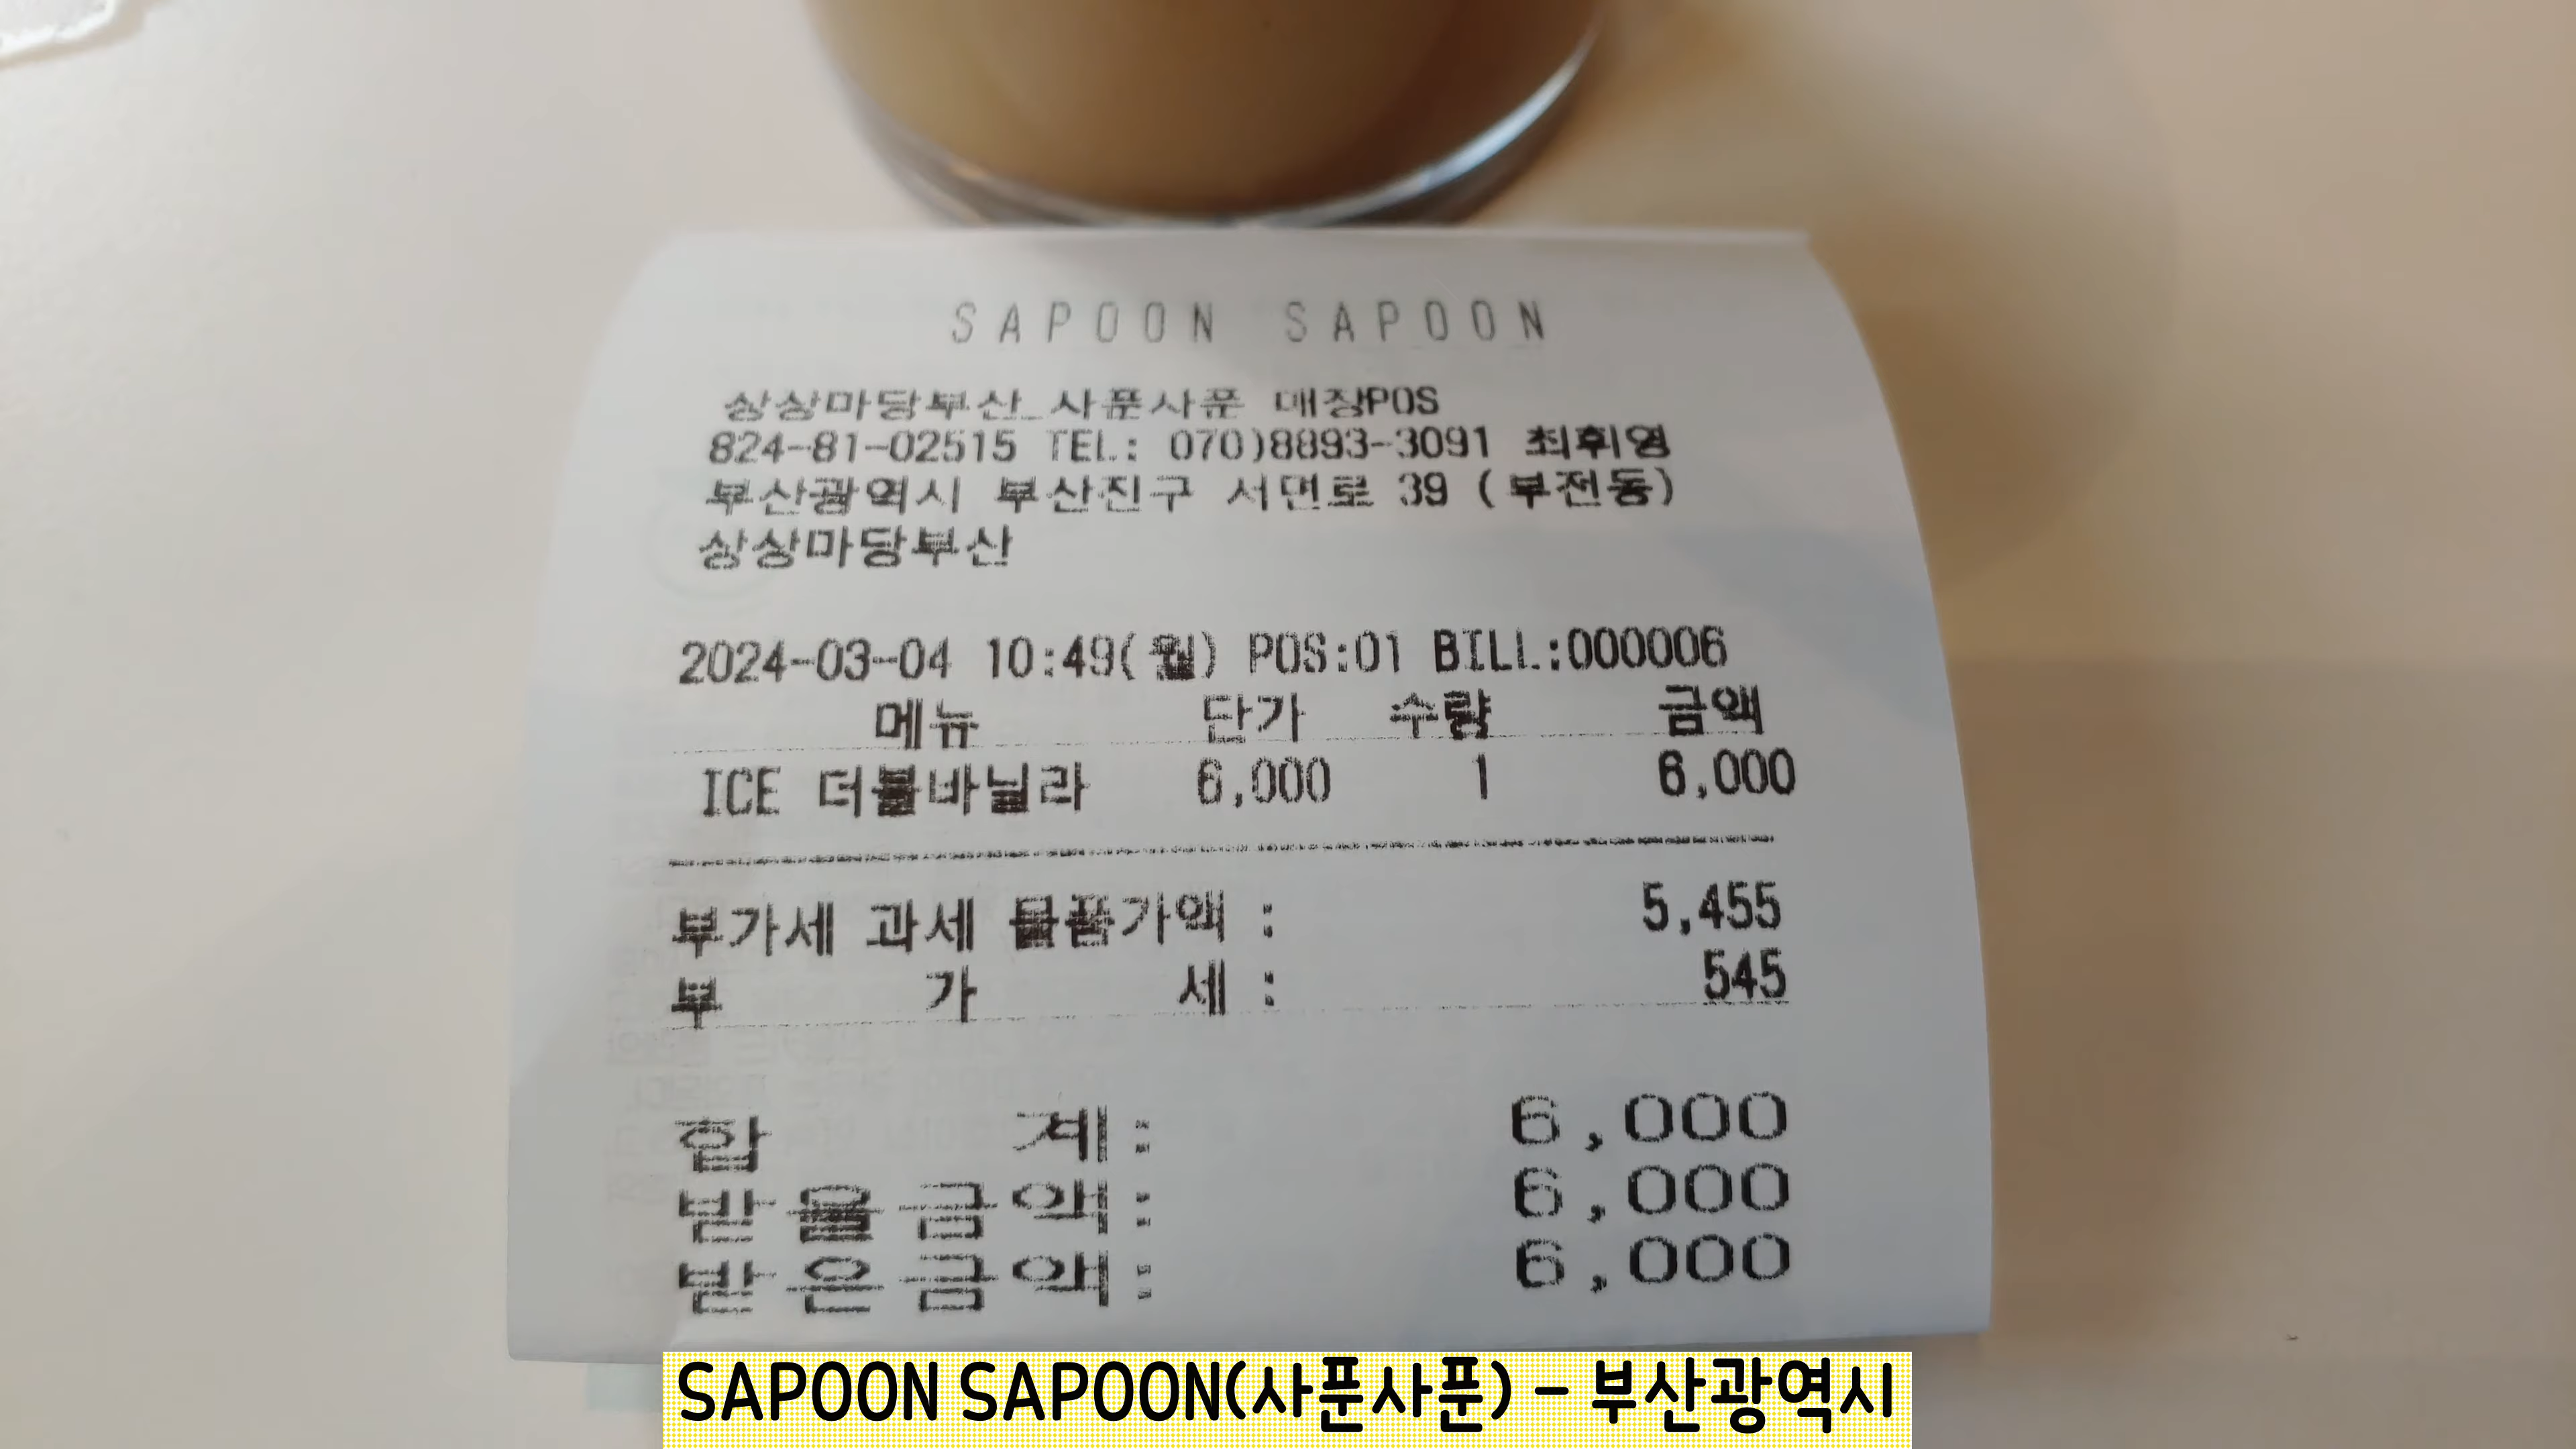 SAPOON SAPOON
상상마당부산_사푼사푼 매장POS
824-81-02515 TEL: 070)8893-3091 최휘영
부산광역시 부산진구 서면로 39 (부전동)
상상마당부산
2024-03-04 10:49(월) POS:01 BILL:000006
메뉴 단가 수량 금액
ICE 더블바닐라 6,000 1 6,000
부가세 과세 물품가액 : 5,455
부 가 세 : 545
합 계: 6,000
받을금액: 6,000
받은금액: 6,000
SAPOON SAPOON(사푼사푼) - 부산광역시